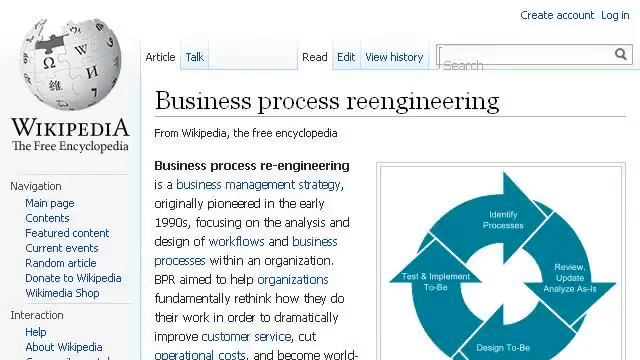 Create account Log in
Article Talk Read Edit View history Search
WIKIPEDIA
The Free Encyclopedia
Business process reengineering
From Wikipedia, the free encyclopedia
Navigation
Main page
Contents
Featured content
Current events
Random article
Donate to Wikipedia
Wikimedia Shop
Interaction
Help
About Wikipedia
Business process re-engineering
is a business management strategy,
originally pioneered in the early
1990s, focusing on the analysis and
design of workflows and business
processes within an organization.
BPR aimed to help organizations
fundamentally rethink how they do
their work in order to dramatically
improve customer service, cut
operational costs, and become world-
Identify
Processes
Review,
Update
Analyze As-Is
Design To-Be
Test & Implement
To-Be